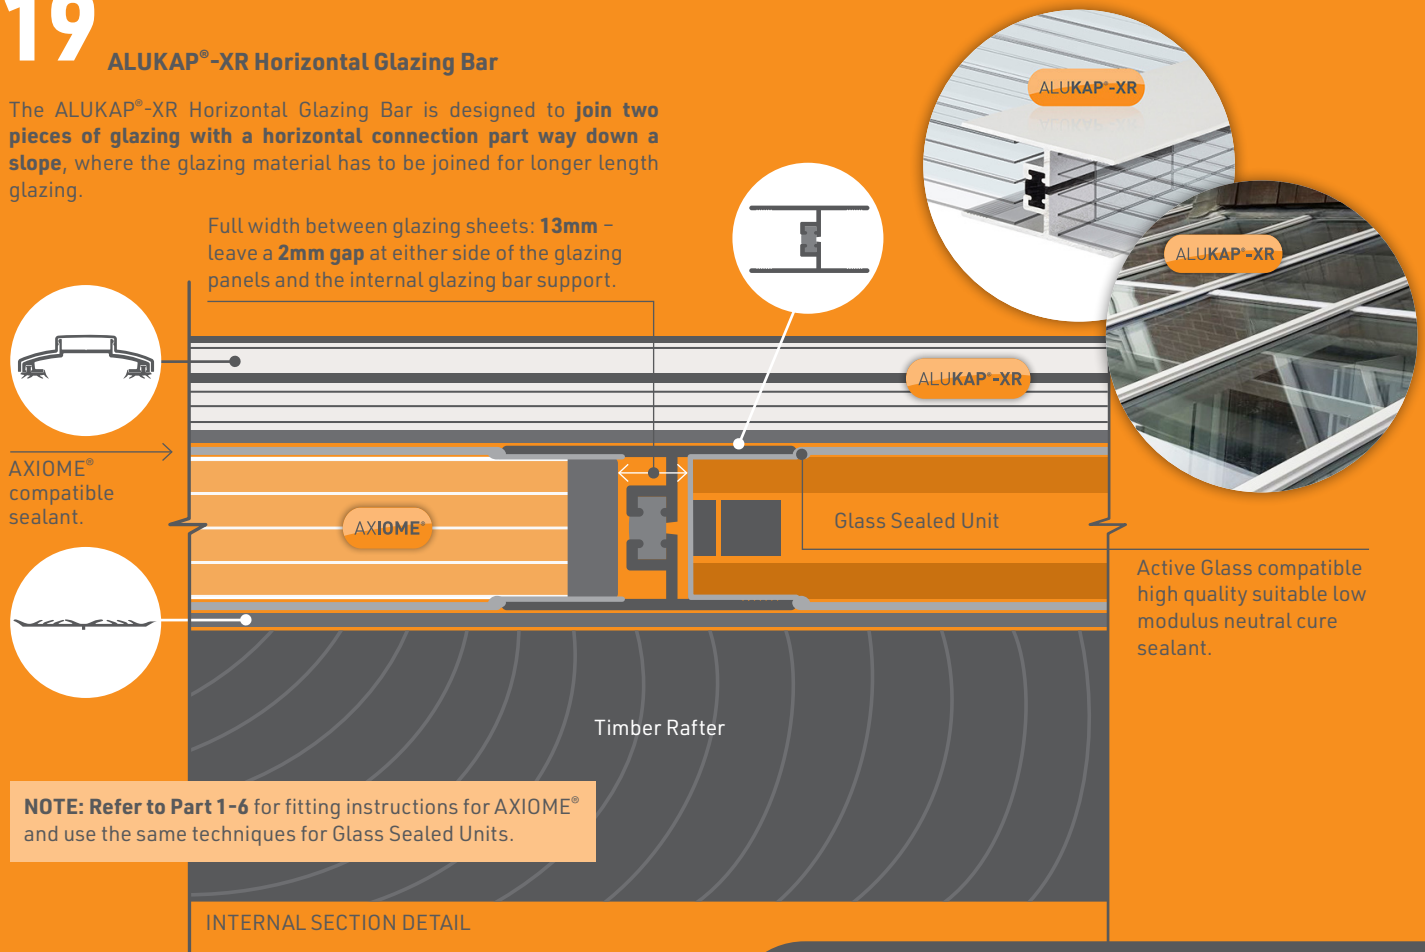 19
ALUKAP®-XR Horizontal Glazing Bar
The ALUKAP®-XR Horizontal Glazing Bar is designed to join two
pieces of glazing with a horizontal connection part way down a
slope, where the glazing material has to be joined for longer length
glazing.
Full width between glazing sheets: 13mm –
leave a 2mm gap at either side of the glazing
panels and the internal glazing bar support.
ALUKAP®-XR
ALUKAP®-XR
ALUKAP®-XR
AXIOME®
compatible
sealant.
AXIOME®
Glass Sealed Unit
Active Glass compatible
high quality suitable low
modulus neutral cure
sealant.
Timber Rafter
NOTE: Refer to Part 1-6 for fitting instructions for AXIOME®
and use the same techniques for Glass Sealed Units.
INTERNAL SECTION DETAIL